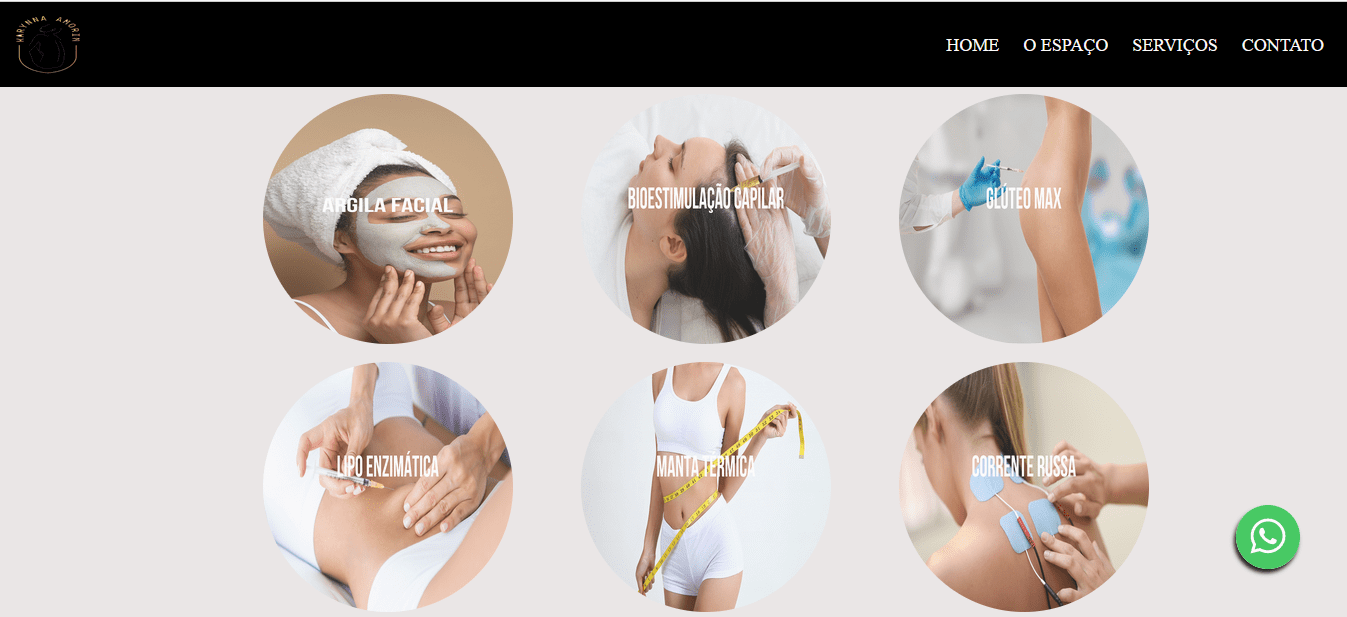 KARYNNA AMORIM
HOME O ESPAÇO SERVIÇOS CONTATO
ARGILA FACIAL
BIOESTIMULAÇÃO CAPILAR
GLÚTEO MAX
LIPO ENZIMÁTICA
MANTA TÉRMICA
CORRENTE RUSSA